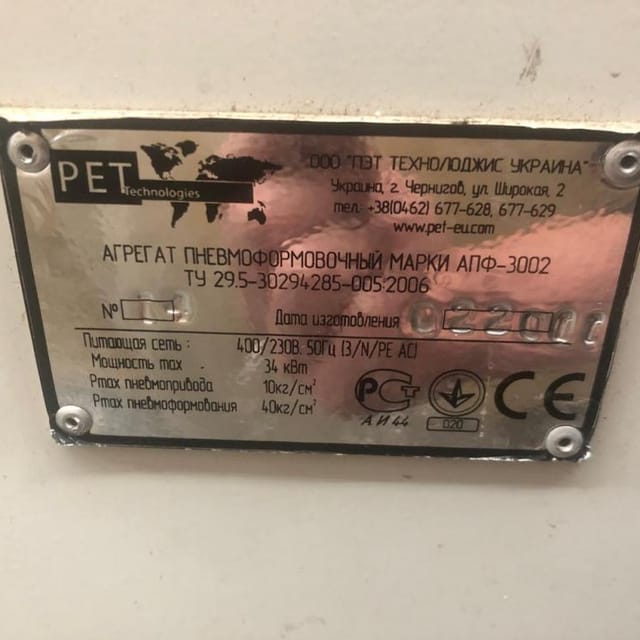 PET
Technologies
ООО "ПЭТ ТЕХНОЛОДЖИС УКРАИНА"
Украина, г. Чернигов, ул. Широкая, 2
тел. +38(0462) 677-628, 677-629
www.pet-eu.com
АГРЕГАТ ПНЕВМОФОРМОВОЧНЫЙ МАРКИ АПФ-3002
ТУ 29.5-30294285-005:2006
№
Дата изготовления
Питающая сеть : 400/230В. 50Гц (3/N/PE AC)
Мощность max . 34 кВт
Pmax пневмопривода 10кг/см²
Pmax пневмоформования 40кг/см²
РСТ
АИ44
020
CE